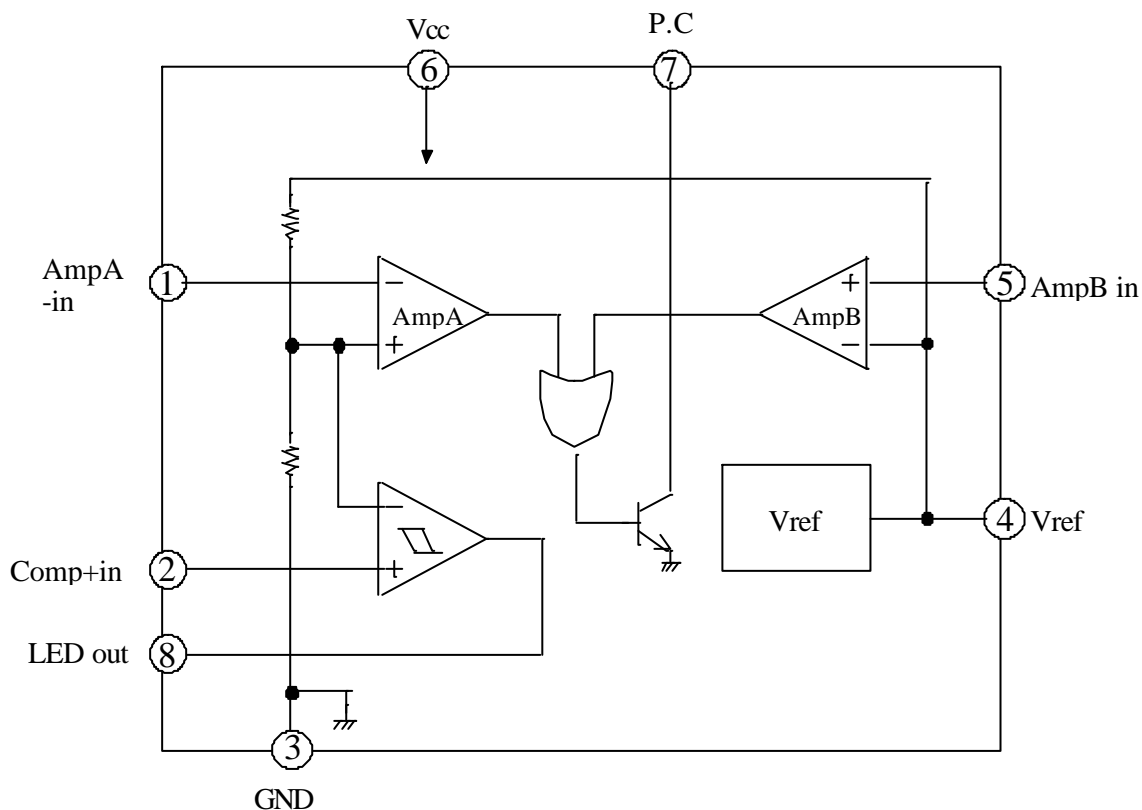 Vcc
P.C
6
7
AmpA
-in
1
−
AmpA
+
+
AmpB
−
5
AmpB in
Vref
4
Vref
−
+
Comp+in
2
LED out
8
3
GND